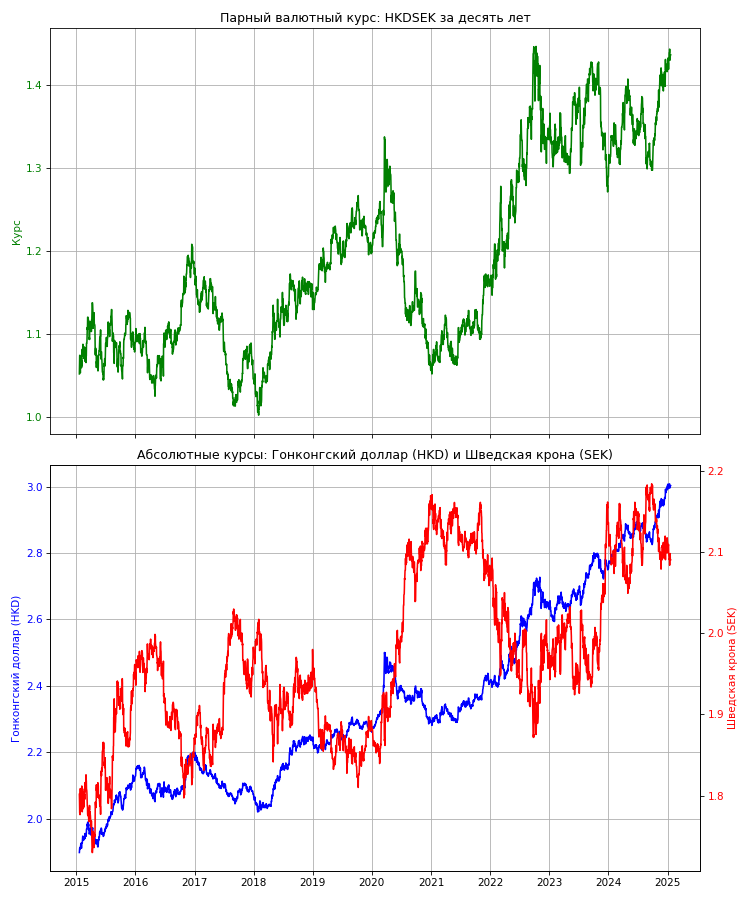 Парный валютный курс: HKDSEK за десять лет
1.4
1.3
1.2
1.1
1.0
Курс
Абсолютные курсы: Гонконгский доллар (HKD) и Шведская крона (SEK)
3.0
2.8
2.6
2.4
2.2
2.0
Гонконгский доллар (HKD)
2.2
2.1
2.0
1.9
1.8
Шведская крона (SEK)
2015 2016 2017 2018 2019 2020 2021 2022 2023 2024 2025